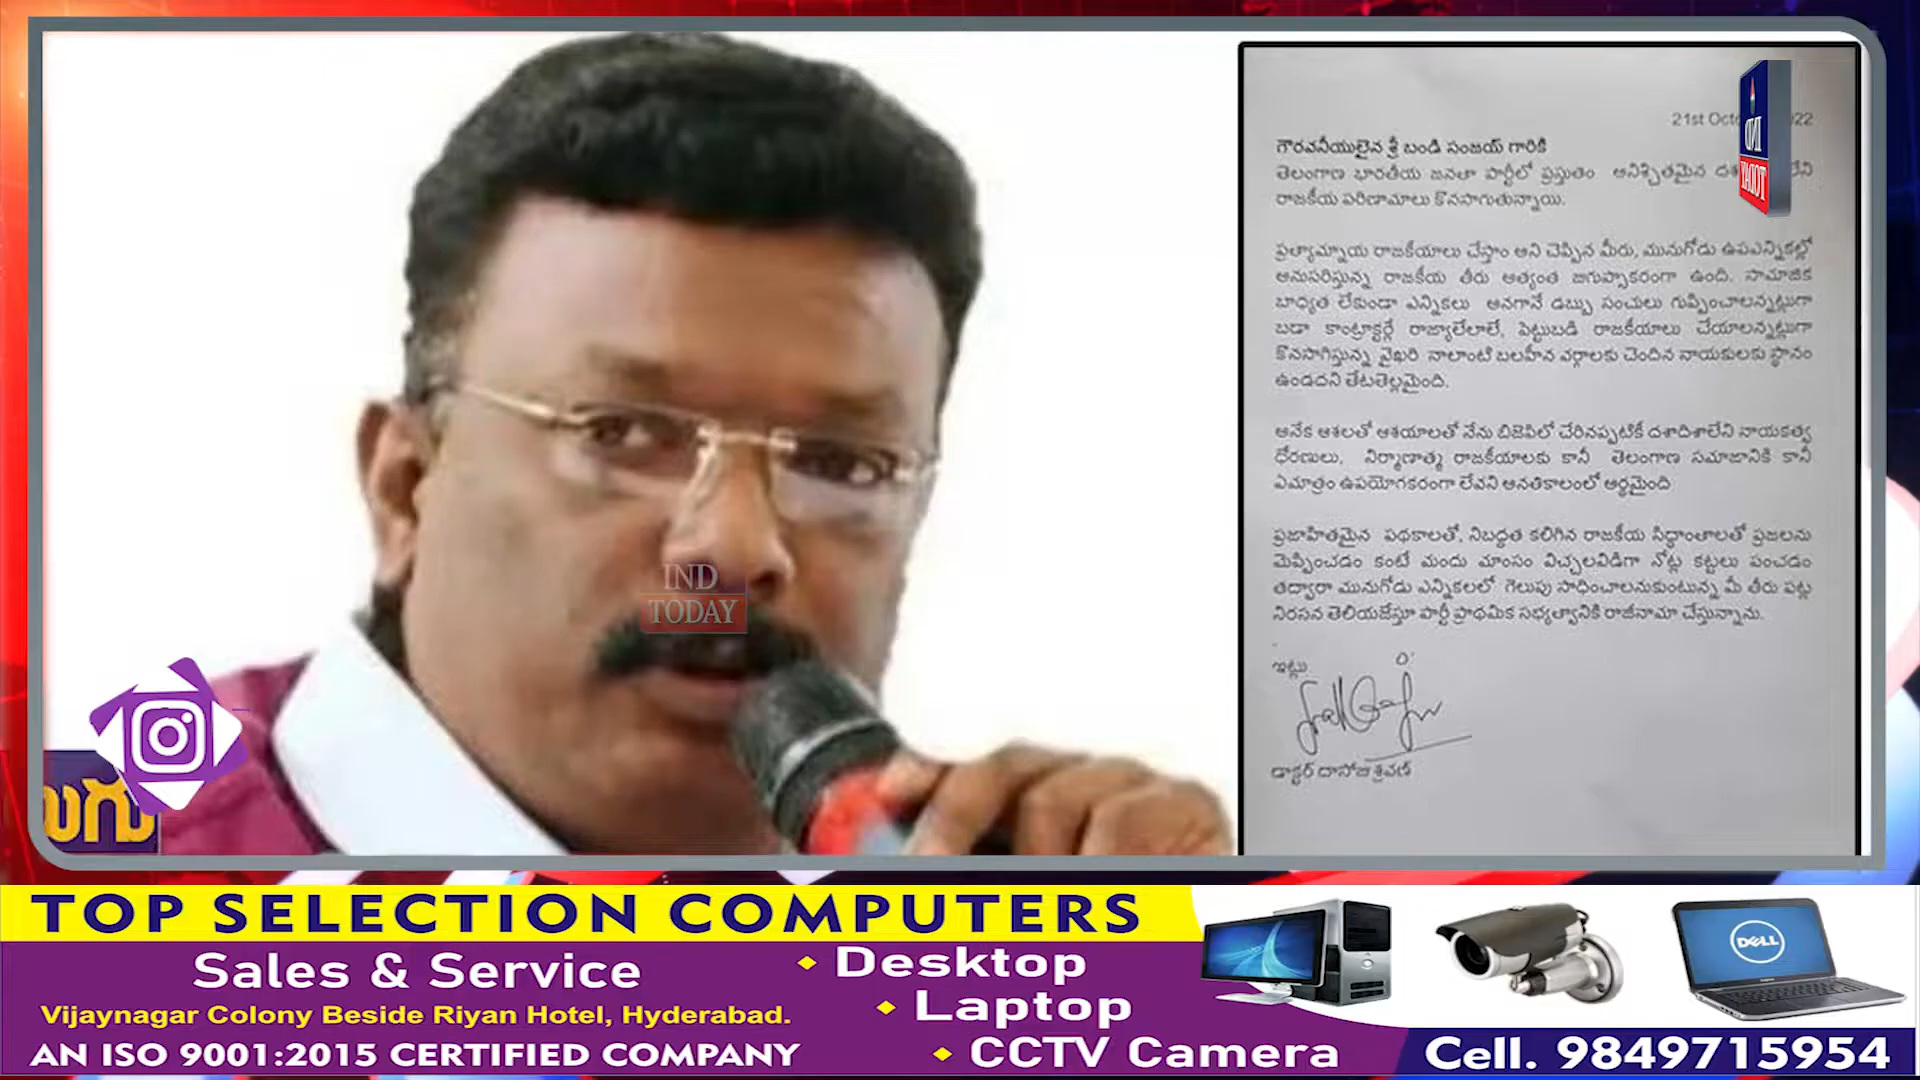 21st Oct
22
గౌరవనీయులైన శ్రీ బండి సంజయ్ గారికి
తెలంగాణ భారతీయ జనతా పార్టీలో ప్రస్తుతం అనిశ్చితమైన దశ
లేని
రాజకీయ పరిణామాలు కొనసాగుతున్నాయి.
ప్రత్యామ్నాయ రాజకీయాలు చేస్తాం అని చెప్పిన మీరు, మునుగోడు ఉపఎన్నికల్లో
అనుసరిస్తున్న రాజకీయ తీరు అత్యంత జుగుప్సాకరంగా ఉంది. సామాజిక
బాధ్యత లేకుండా ఎన్నికలు అనగానే డబ్బు సంచులు గుప్పించాలన్నట్లుగా
బడా కాంట్రాక్టర్లే రాజ్యాలేలాలే, పెట్టుబడి రాజకీయాలు చేయాలన్నట్లుగా
కొనసాగిస్తున్న వైఖరి నాలాంటి బలహీన వర్గాలకు చెందిన నాయకులకు స్థానం
ఉండదని తేటతెల్లమైంది.
అనేక ఆశలతో ఆశయాలతో నేను బిజెపిలో చేరినప్పటికీ దశాదిశాలేని నాయకత్వ
ధోరణులు, నిర్మాణాత్మ రాజకీయాలకు కానీ తెలంగాణ సమాజానికి కానీ
ఏమాత్రం ఉపయోగకరంగా లేవని అనతికాలంలో అర్థమైంది
ప్రజాహితమైన పథకాలతో, నిబద్ధత కలిగిన రాజకీయ సిద్ధాంతాలతో ప్రజలను
మెప్పించడం కంటే మందు మాంసం విచ్చలవిడిగా నోట్ల కట్టలు పంచడం
తద్వారా మునుగోడు ఎన్నికలలో గెలుపు సాధించాలనుకుంటున్న మీ తీరు పట్ల
నిరసన తెలియజేస్తూ పార్టీ ప్రాథమిక సభ్యత్వానికి రాజీనామా చేస్తున్నాను.
ఇట్లు
డాక్టర్ దాసోజు శ్రవణ్
IND
TODAY
IND
TODAY
లుగు
TOP SELECTION COMPUTERS
Sales & Service
Vijaynagar Colony Beside Riyan Hotel, Hyderabad.
AN ISO 9001:2015 CERTIFIED COMPANY
Desktop
Laptop
CCTV Camera
DELL
Cell. 9849715954